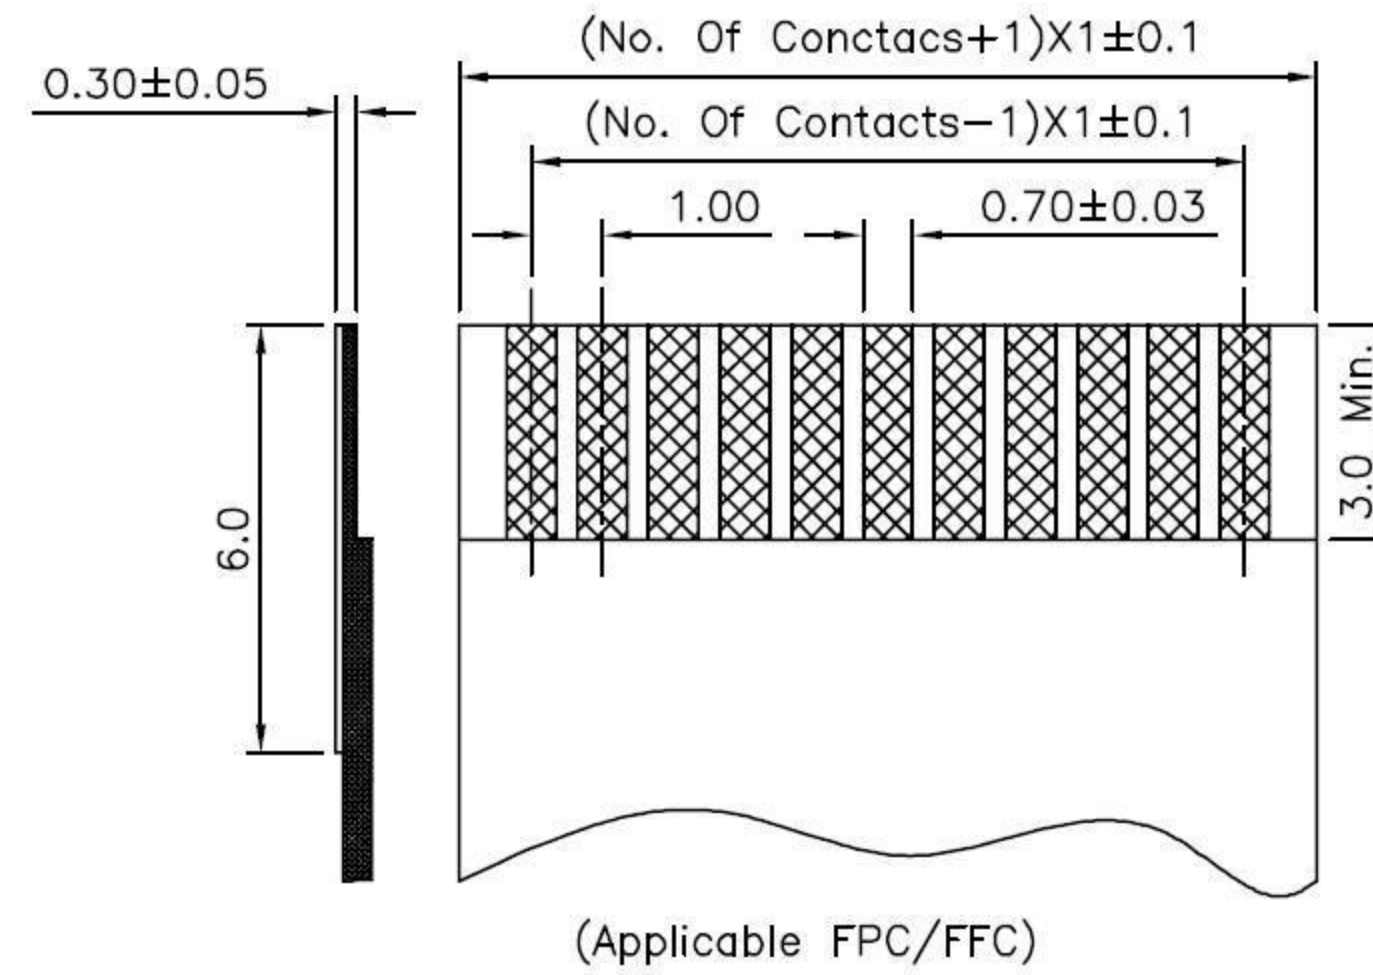 (No. Of Conctacs+1)X1±0.1
0.30±0.05
(No. Of Contacts-1)X1±0.1
1.00
0.70±0.03
3.0 Min.
6.0
(Applicable FPC/FFC)